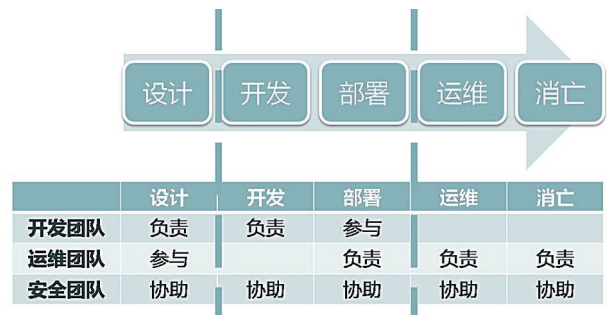 设计 开发 部署 运维 消亡
设计 开发 部署 运维 消亡
开发团队 负责 负责 参与
运维团队 参与 负责 负责 负责
安全团队 协助 协助 协助 协助 协助